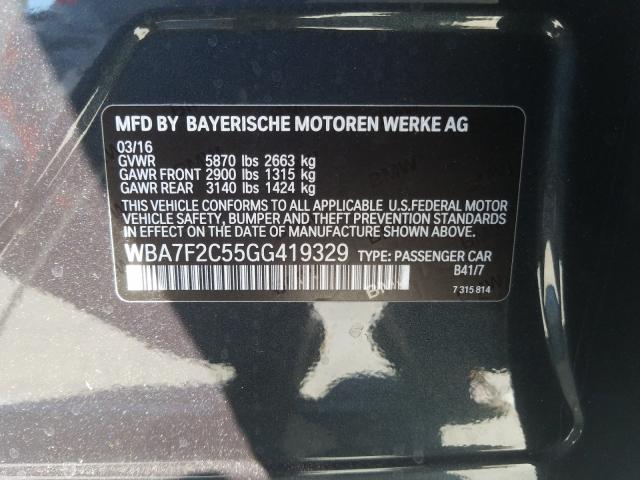 MFD BY BAYERISCHE MOTOREN WERKE AG
03/16
GVWR 5870 lbs 2663 kg
GAWR FRONT 2900 lbs 1315 kg
GAWR REAR 3140 lbs 1424 kg
THIS VEHICLE CONFORMS TO ALL APPLICABLE U.S.FEDERAL MOTOR
VEHICLE SAFETY, BUMPER AND THEFT PREVENTION STANDARDS
IN EFFECT ON THE DATE OF MANUFACTURE SHOWN ABOVE.
WBA7F2C55GG419329 TYPE: PASSENGER CAR
B41/7
7 315 814
BMW
BMW